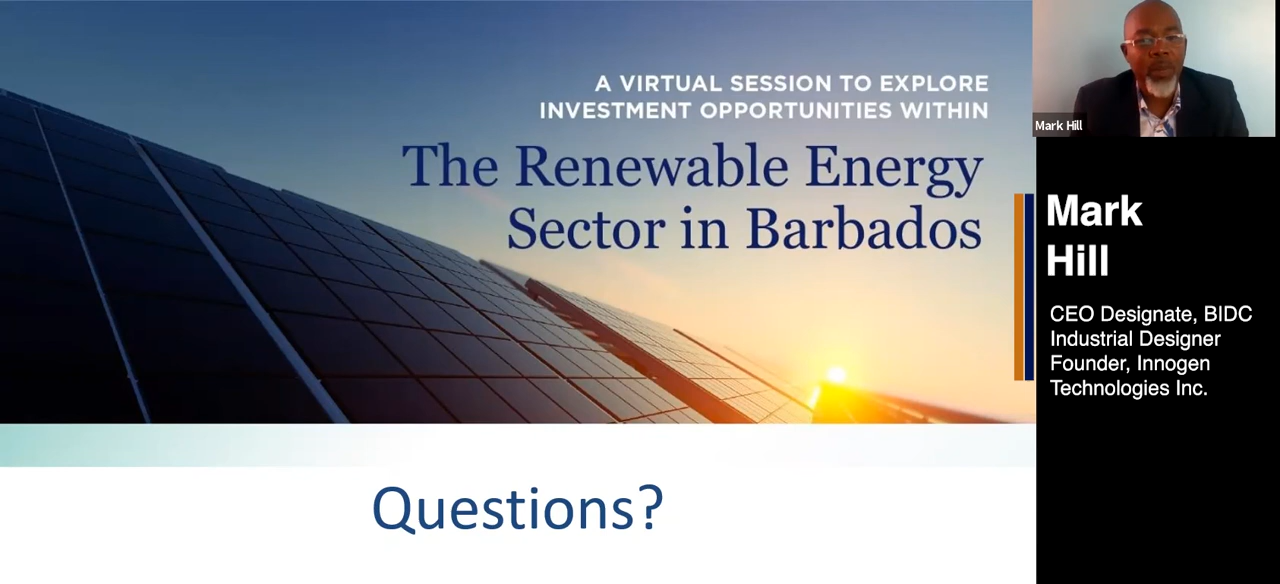 A VIRTUAL SESSION TO EXPLORE
INVESTMENT OPPORTUNITIES WITHIN
The Renewable Energy
Sector in Barbados
Questions?
Mark Hill
Mark
Hill
CEO Designate, BIDC
Industrial Designer
Founder, Innogen
Technologies Inc.